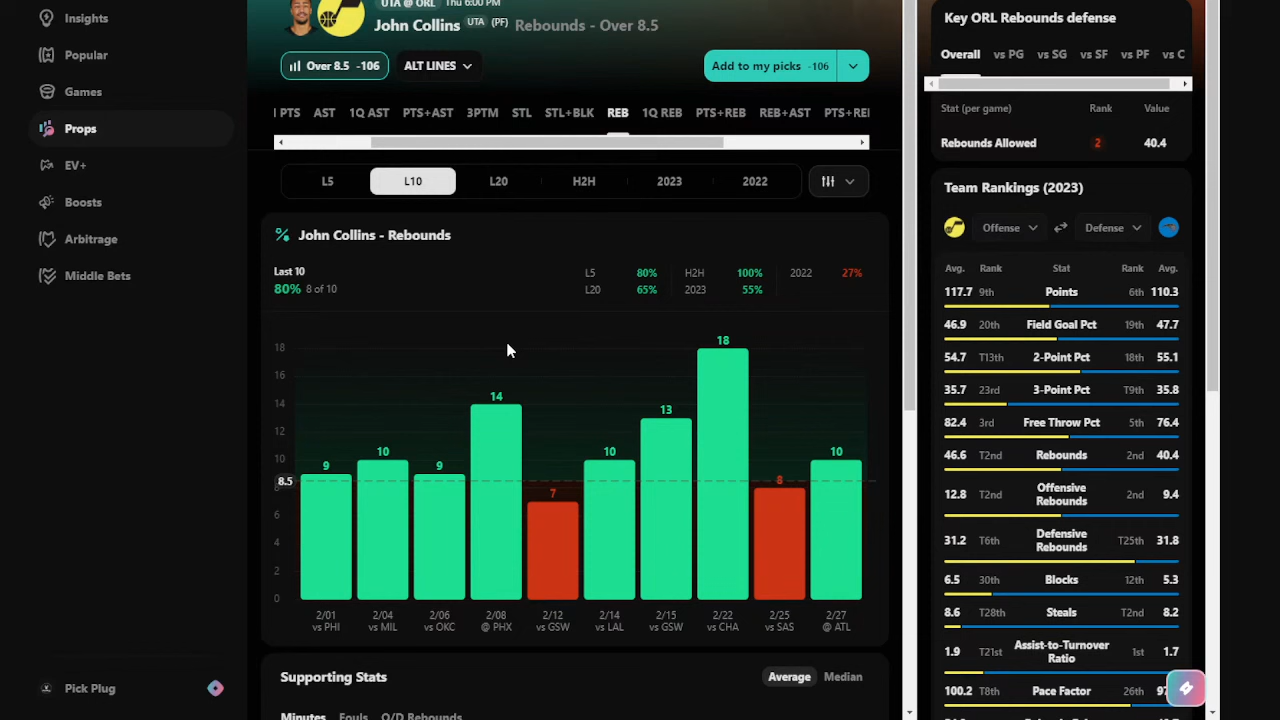 Insights
Popular
Games
Props
EV+
Boosts
Arbitrage
Middle Bets
Pick Plug
UTA @ ORL Thu 6:00 PM
John Collins UTA (PF) Rebounds - Over 8.5
Over 8.5 -106 ALT LINES
Add to my picks -106
PTS AST 1Q AST PTS+AST 3PTM STL STL+BLK REB 1Q REB PTS+REB REB+AST PTS+REI
L5 L10 L20 H2H 2023 2022
John Collins - Rebounds
Last 10
80% 8 of 10
L5 80% H2H 100% 2022 27%
L20 65% 2023 55%
18
16
14
12
10
8.5
6
4
2
0
9 10 9 14 7 10 13 18 8 10
2/01 2/04 2/06 2/08 2/12 2/14 2/15 2/22 2/25 2/27
vs PHI vs MIL vs OKC @ PHX vs GSW vs LAL vs GSW vs CHA vs SAS @ ATL
Supporting Stats
Average Median
Minutes Fouls O/D Rebounds
Key ORL Rebounds defense
Overall vs PG vs SG vs SF vs PF vs C
Stat (per game) Rank Value
Rebounds Allowed 2 40.4
Team Rankings (2023)
Offense Defense
Avg. Rank Stat Rank Avg.
117.7 9th Points 6th 110.3
46.9 20th Field Goal Pct 19th 47.7
54.7 T13th 2-Point Pct 18th 55.1
35.7 23rd 3-Point Pct T9th 35.8
82.4 3rd Free Throw Pct 5th 76.4
46.6 T2nd Rebounds 2nd 40.4
12.8 T2nd Offensive Rebounds 2nd 9.4
31.2 T6th Defensive Rebounds T25th 31.8
6.5 30th Blocks 12th 5.3
8.6 T28th Steals T2nd 8.2
1.9 T21st Assist-to-Turnover Ratio 1st 1.7
100.2 T8th Pace Factor 26th